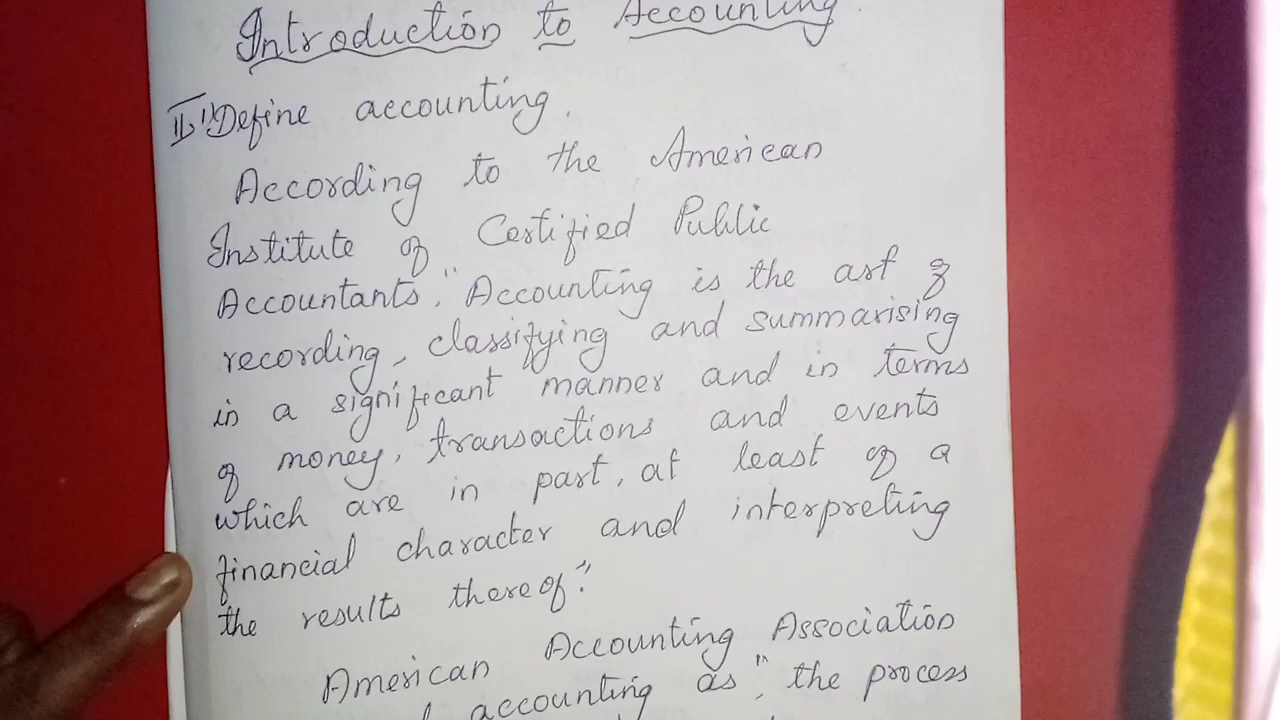 Introduction to Accounting.
II 1) Define accounting.
According to the American
Institute of Certified Public
Accountants, "Accounting is the art of
recording, classifying and summarising
in a significant manner and in terms
of money, transactions and events
which are in part, at least of a
financial character and interpreting
the results thereof."
American Accounting Association
accounting as, "the process